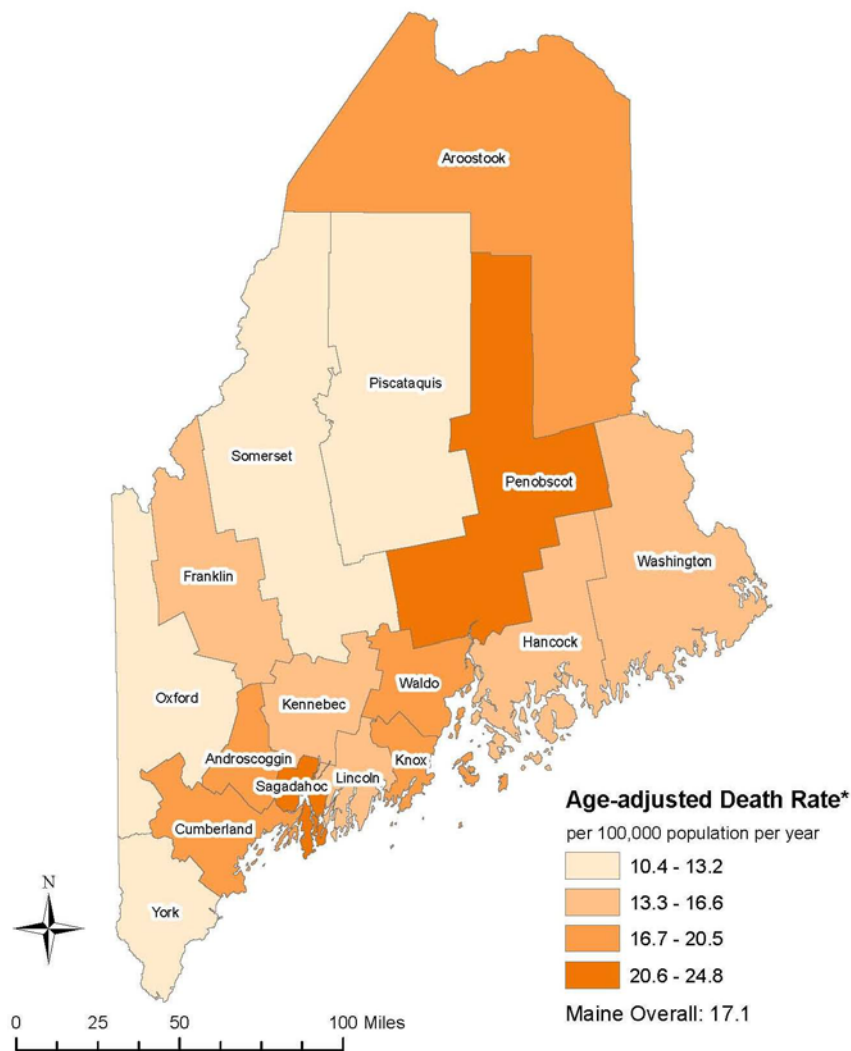 Aroostook
Piscataquis
Somerset
Penobscot
Washington
Franklin
Hancock
Waldo
Oxford
Kennebec
Androscoggin
Knox
Lincoln
Sagadahoc
Cumberland
York
N
0 25 50 100 Miles
Age-adjusted Death Rate*
per 100,000 population per year
10.4 - 13.2
13.3 - 16.6
16.7 - 20.5
20.6 - 24.8
Maine Overall: 17.1